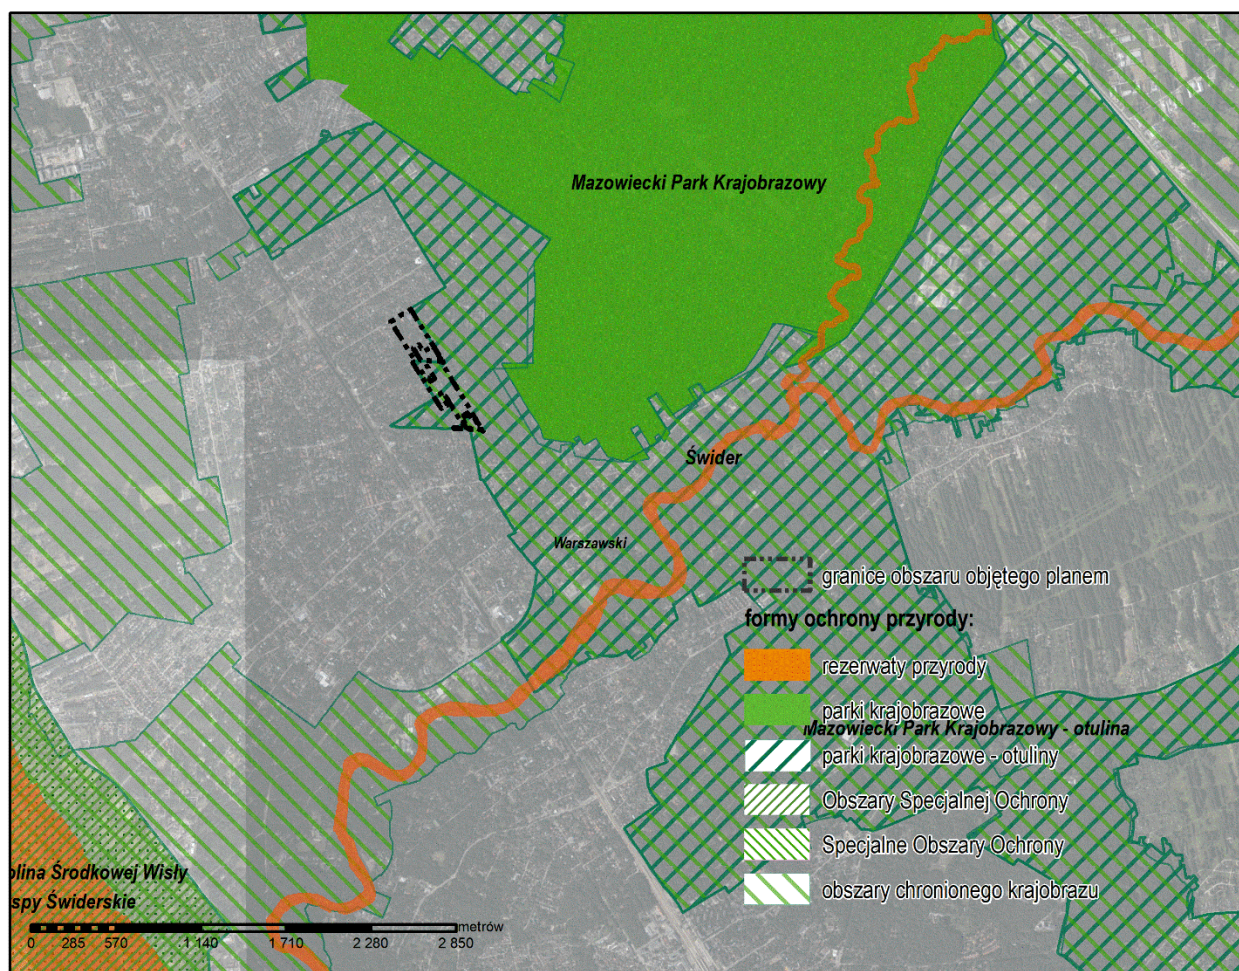 Mazowiecki Park Krajobrazowy
Świder
Warszawski
granice obszaru objętego planem
formy ochrony przyrody:
rezerwaty przyrody
parki krajobrazowe
Mazowiecki Park Krajobrazowy - otulina
parki krajobrazowe - otuliny
Obszary Specjalnej Ochrony
Specjalne Obszary Ochrony
obszary chronionego krajobrazu
olina Środkowej Wisły
spy Świderskie
metrów
0 285 570 1 140 1 710 2 280 2 850